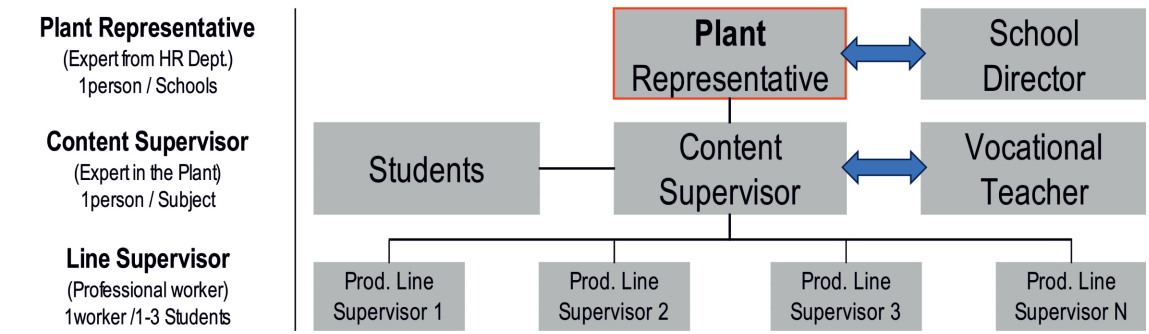 Plant Representative
(Expert from HR Dept.)
1person / Schools
Content Supervisor
(Expert in the Plant)
1person / Subject
Line Supervisor
(Professional worker)
1worker /1-3 Students
Plant
Representative
School
Director
Students
Content
Supervisor
Vocational
Teacher
Prod. Line
Supervisor 1
Prod. Line
Supervisor 2
Prod. Line
Supervisor 3
Prod. Line
Supervisor N